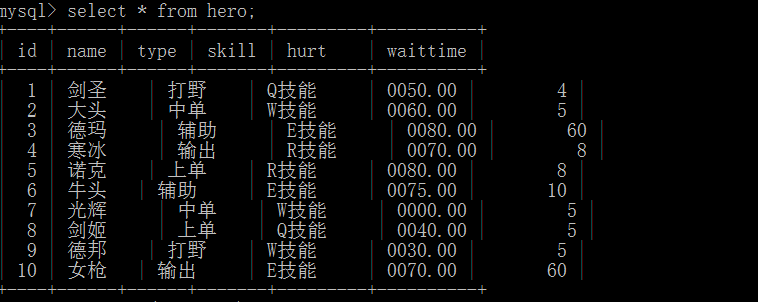 mysql> select * from hero;
+----+------+------+-------+---------+----------+
| id | name | type | skill | hurt    | waittime |
+----+------+------+-------+---------+----------+
|  1 | 剑圣 | 打野 | Q技能 | 0050.00 |        4 |
|  2 | 大头 | 中单 | W技能 | 0060.00 |        5 |
|  3 | 德玛 | 辅助 | E技能 | 0080.00 |       60 |
|  4 | 寒冰 | 输出 | R技能 | 0070.00 |        8 |
|  5 | 诺克 | 上单 | R技能 | 0080.00 |        8 |
|  6 | 牛头 | 辅助 | E技能 | 0075.00 |       10 |
|  7 | 光辉 | 中单 | W技能 | 0000.00 |        5 |
|  8 | 剑姬 | 上单 | Q技能 | 0040.00 |        5 |
|  9 | 德邦 | 打野 | W技能 | 0030.00 |        5 |
| 10 | 女枪 | 输出 | E技能 | 0070.00 |       60 |
+----+------+------+-------+---------+----------+